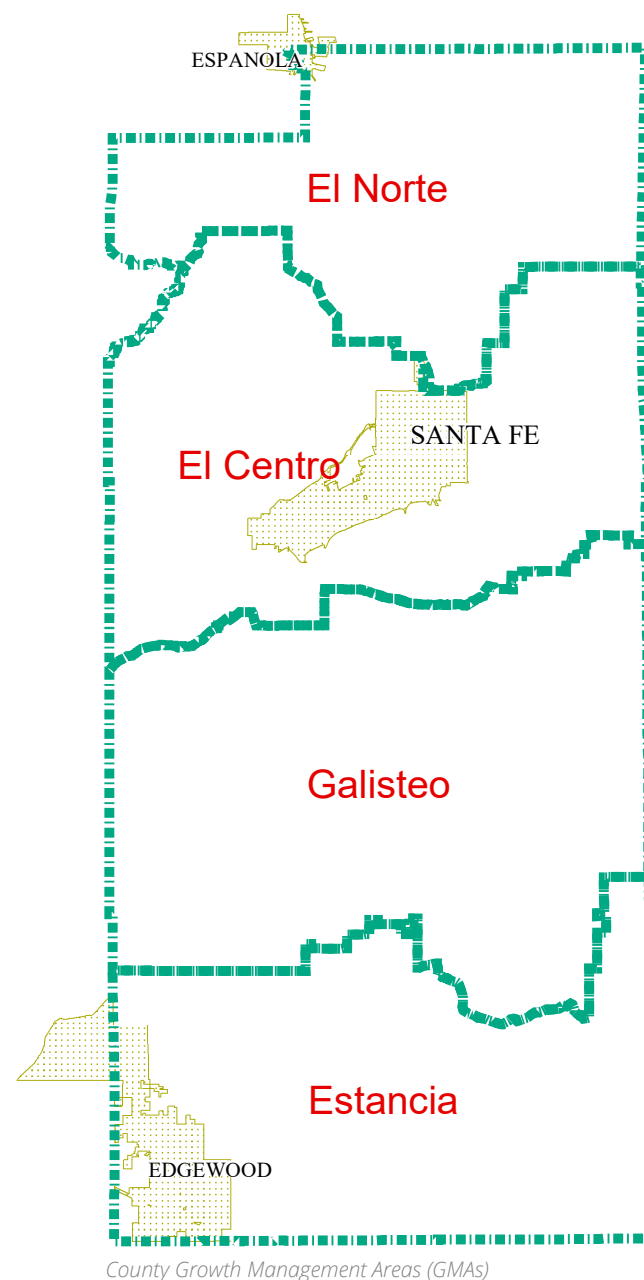 ESPANOLA
El Norte
SANTA FE
El Centro
Galisteo
Estancia
EDGEWOOD
County Growth Management Areas (GMAs)